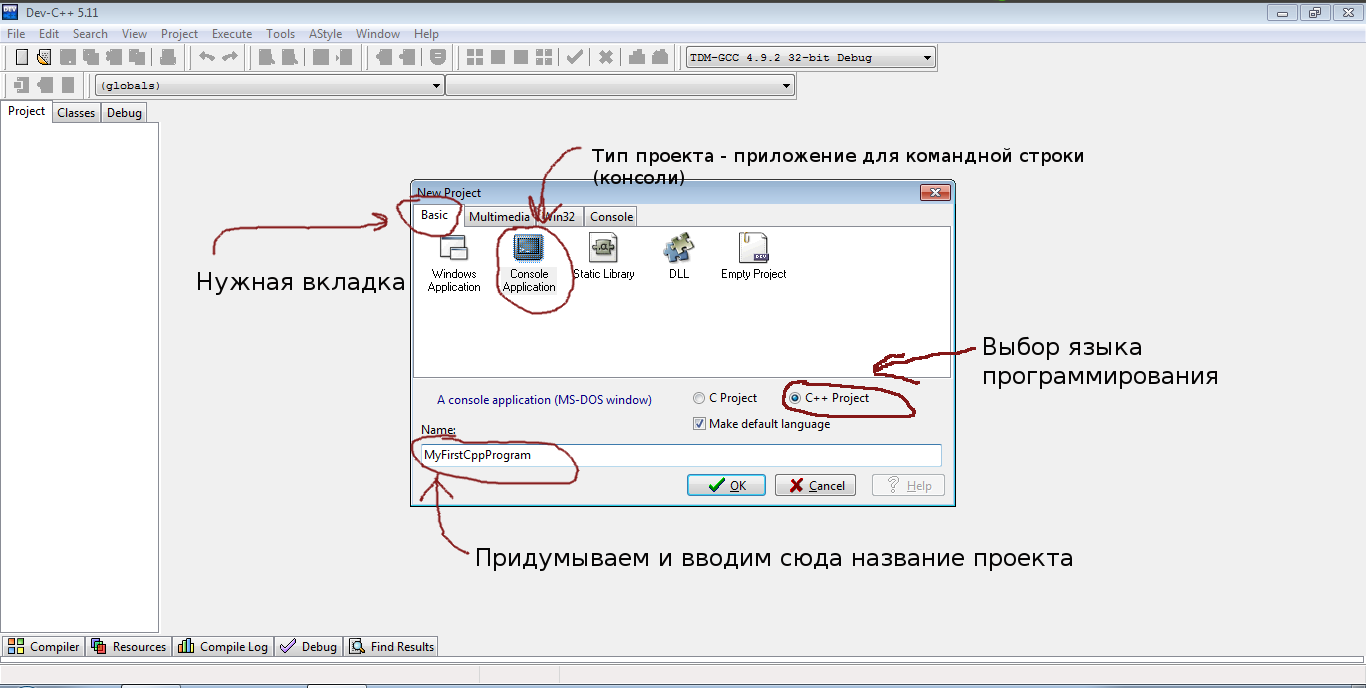 Dev-C++ 5.11
File Edit Search View Project Execute Tools AStyle Window Help
TDM-GCC 4.9.2 32-bit Debug
(globals)
Project Classes Debug
Тип проекта - приложение для командной строки
(консоли)
New Project
Basic Multimedia Win32 Console
Нужная вкладка
Windows
Application
Console
Application
Static Library
DLL
Empty Project
Выбор языка
программирования
A console application (MS-DOS window)
C Project
C++ Project
Make default language
Name:
MyFirstCppProgram
OK Cancel Help
Придумываем и вводим сюда название проекта
Compiler Resources Compile Log Debug Find Results